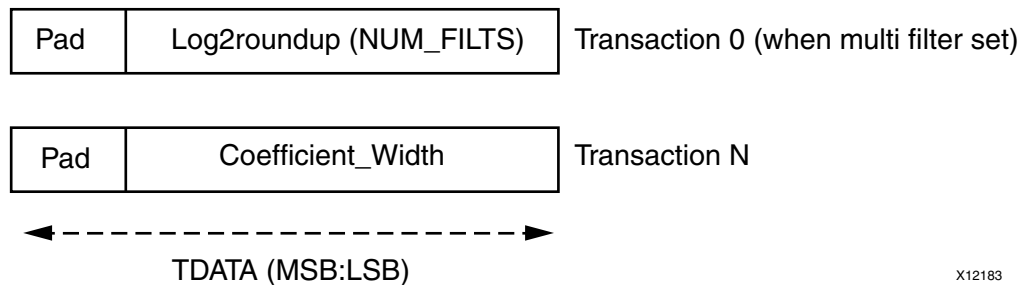 Pad Log2roundup (NUM_FILTS) Transaction 0 (when multi filter set)
Pad Coefficient_Width Transaction N
TDATA (MSB:LSB)
X12183